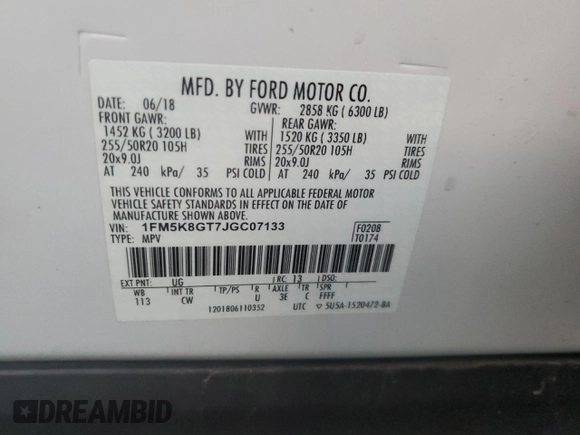 MFD. BY FORD MOTOR CO.
DATE: 06/18 GVWR: 2858 KG ( 6300 LB)
FRONT GAWR: REAR GAWR:
1452 KG ( 3200 LB) WITH 1520 KG ( 3350 LB) WITH
255/50R20 105H TIRES 255/50R20 105H TIRES
20x9.0J RIMS 20x9.0J RIMS
AT 240 kPa/ 35 PSI COLD AT 240 kPa/ 35 PSI COLD
THIS VEHICLE CONFORMS TO ALL APPLICABLE FEDERAL MOTOR
VEHICLE SAFETY STANDARDS IN EFFECT ON THE DATE OF
MANUFACTURE SHOWN ABOVE.
VIN: 1FM5K8GT7JGC07133 F0208
TYPE: MPV T0174
EXT PNT: UG RC: 13 DSO:
WB INT TR TP/PS R AXLE TR SPR
113 CW U 3E C FFFF
1201806110352 UTC ▽ 5U5A-1520472-BA
DREAMBID